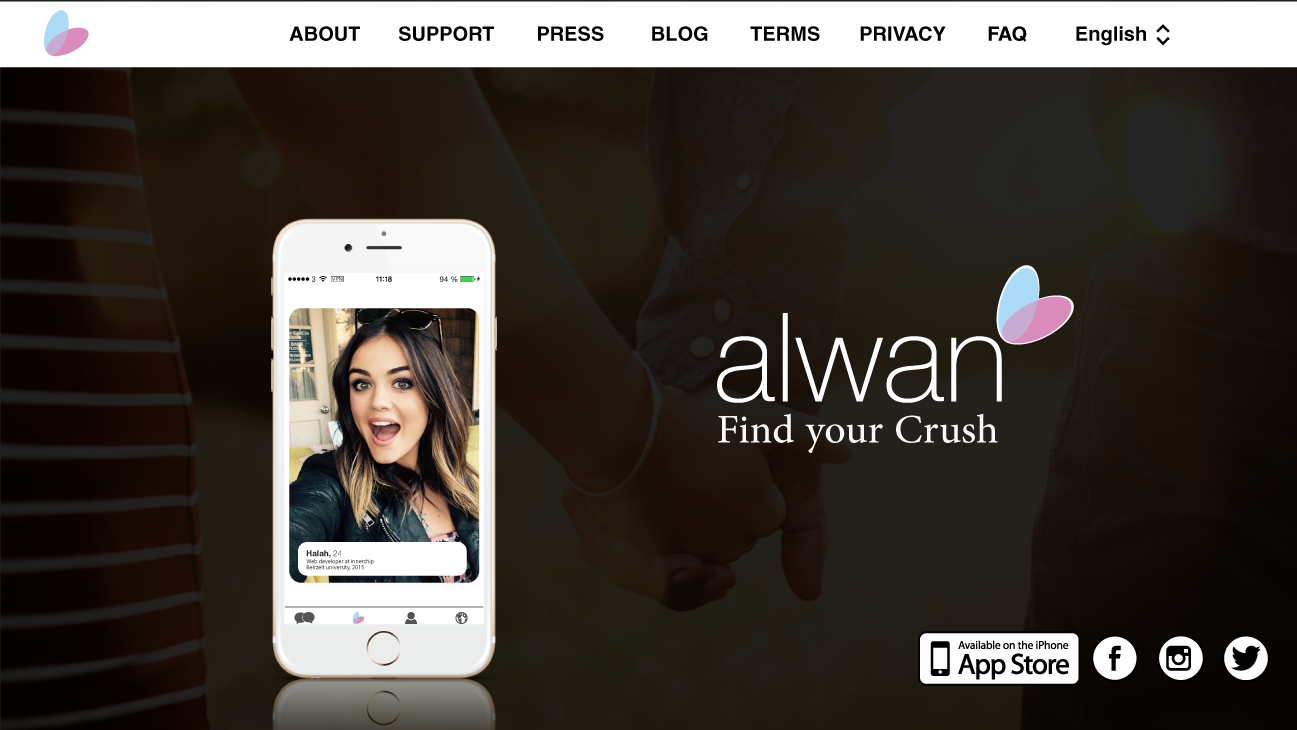 ABOUT SUPPORT PRESS BLOG TERMS PRIVACY FAQ English
3 VPN 11:18 94 %
alwan
Find your Crush
Halah, 24
Web developer at innerchip
Beirzeit university, 2015
Available on the iPhone
App Store